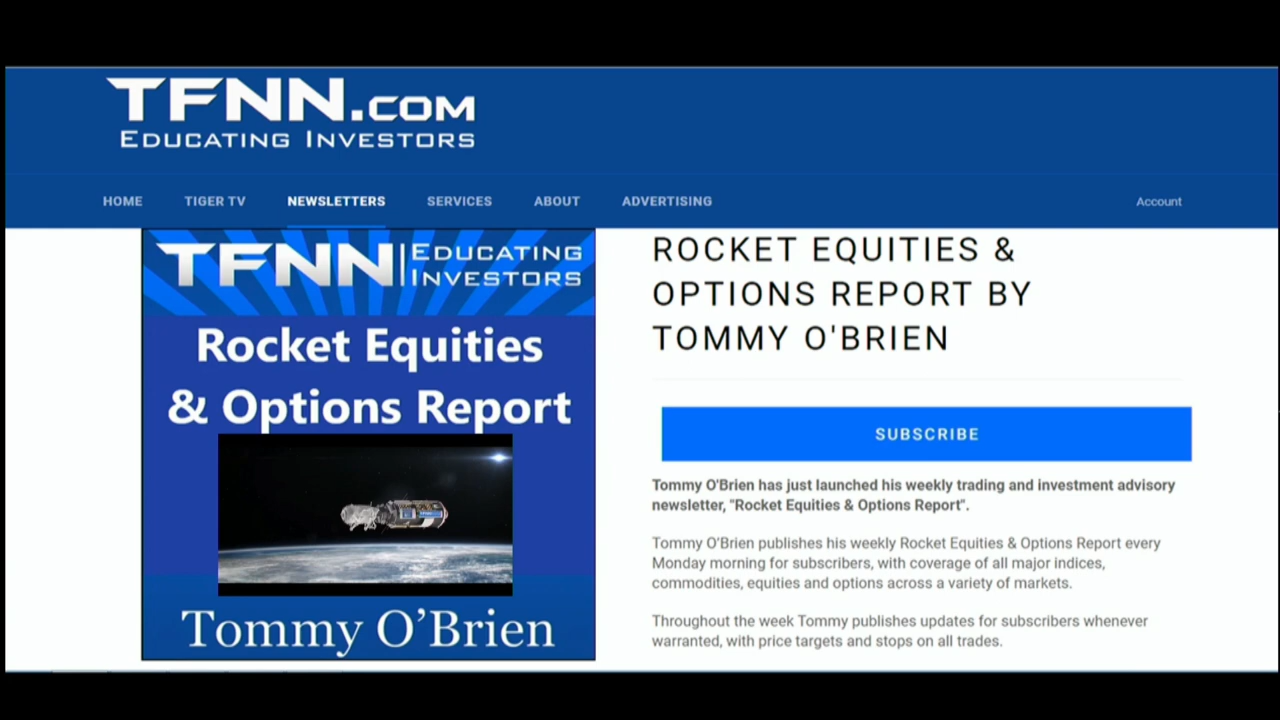 TFNN.COM
EDUCATING INVESTORS
HOME TIGER TV NEWSLETTERS SERVICES ABOUT ADVERTISING Account
TFNN EDUCATING
INVESTORS
Rocket Equities
& Options Report
Tommy O’Brien
ROCKET EQUITIES &
OPTIONS REPORT BY
TOMMY O'BRIEN
SUBSCRIBE
Tommy O'Brien has just launched his weekly trading and investment advisory
newsletter, "Rocket Equities & Options Report".
Tommy O'Brien publishes his weekly Rocket Equities & Options Report every
Monday morning for subscribers, with coverage of all major indices,
commodities, equities and options across a variety of markets.
Throughout the week Tommy publishes updates for subscribers whenever
warranted, with price targets and stops on all trades.